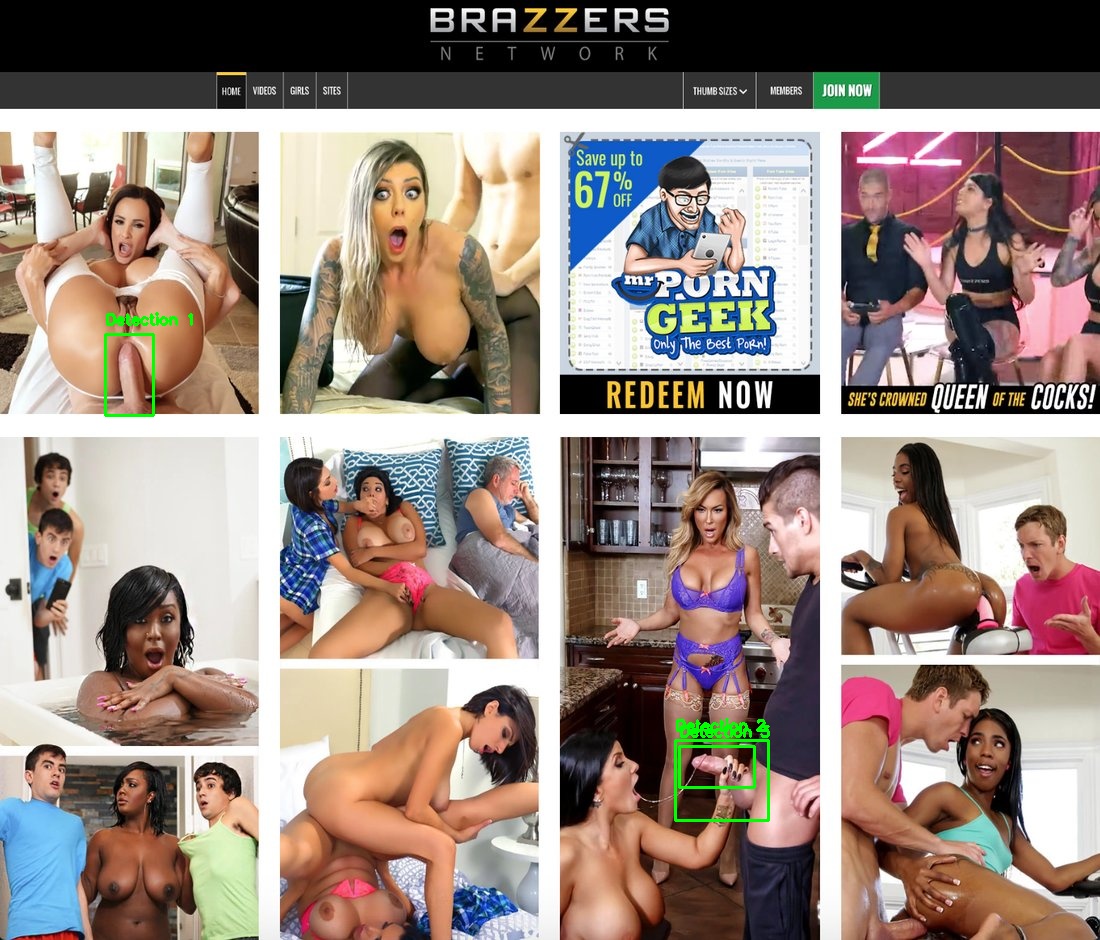 BRAZZERS
NETWORK
HOME
VIDEOS
GIRLS
SITES
THUMB SIZES
MEMBERS
JOIN NOW
Save up to
67%
OFF
mr PORN
GEEK
Only The Best Porn!
REDEEM NOW
SHE'S CROWNED QUEEN OF THE COCKS!
Detection 1
Detection 2